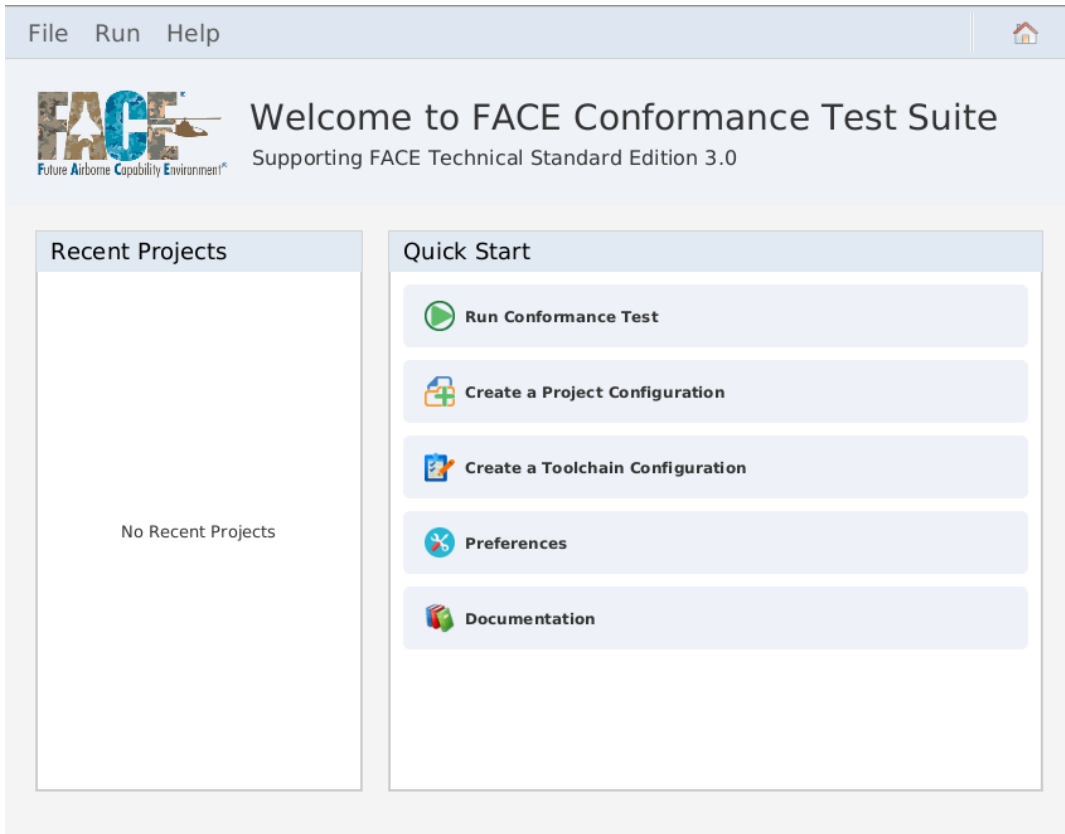 File Run Help
FACE
Future Airborne Capability Environment
Welcome to FACE Conformance Test Suite
Supporting FACE Technical Standard Edition 3.0
Recent Projects
No Recent Projects
Quick Start
Run Conformance Test
Create a Project Configuration
Create a Toolchain Configuration
Preferences
Documentation